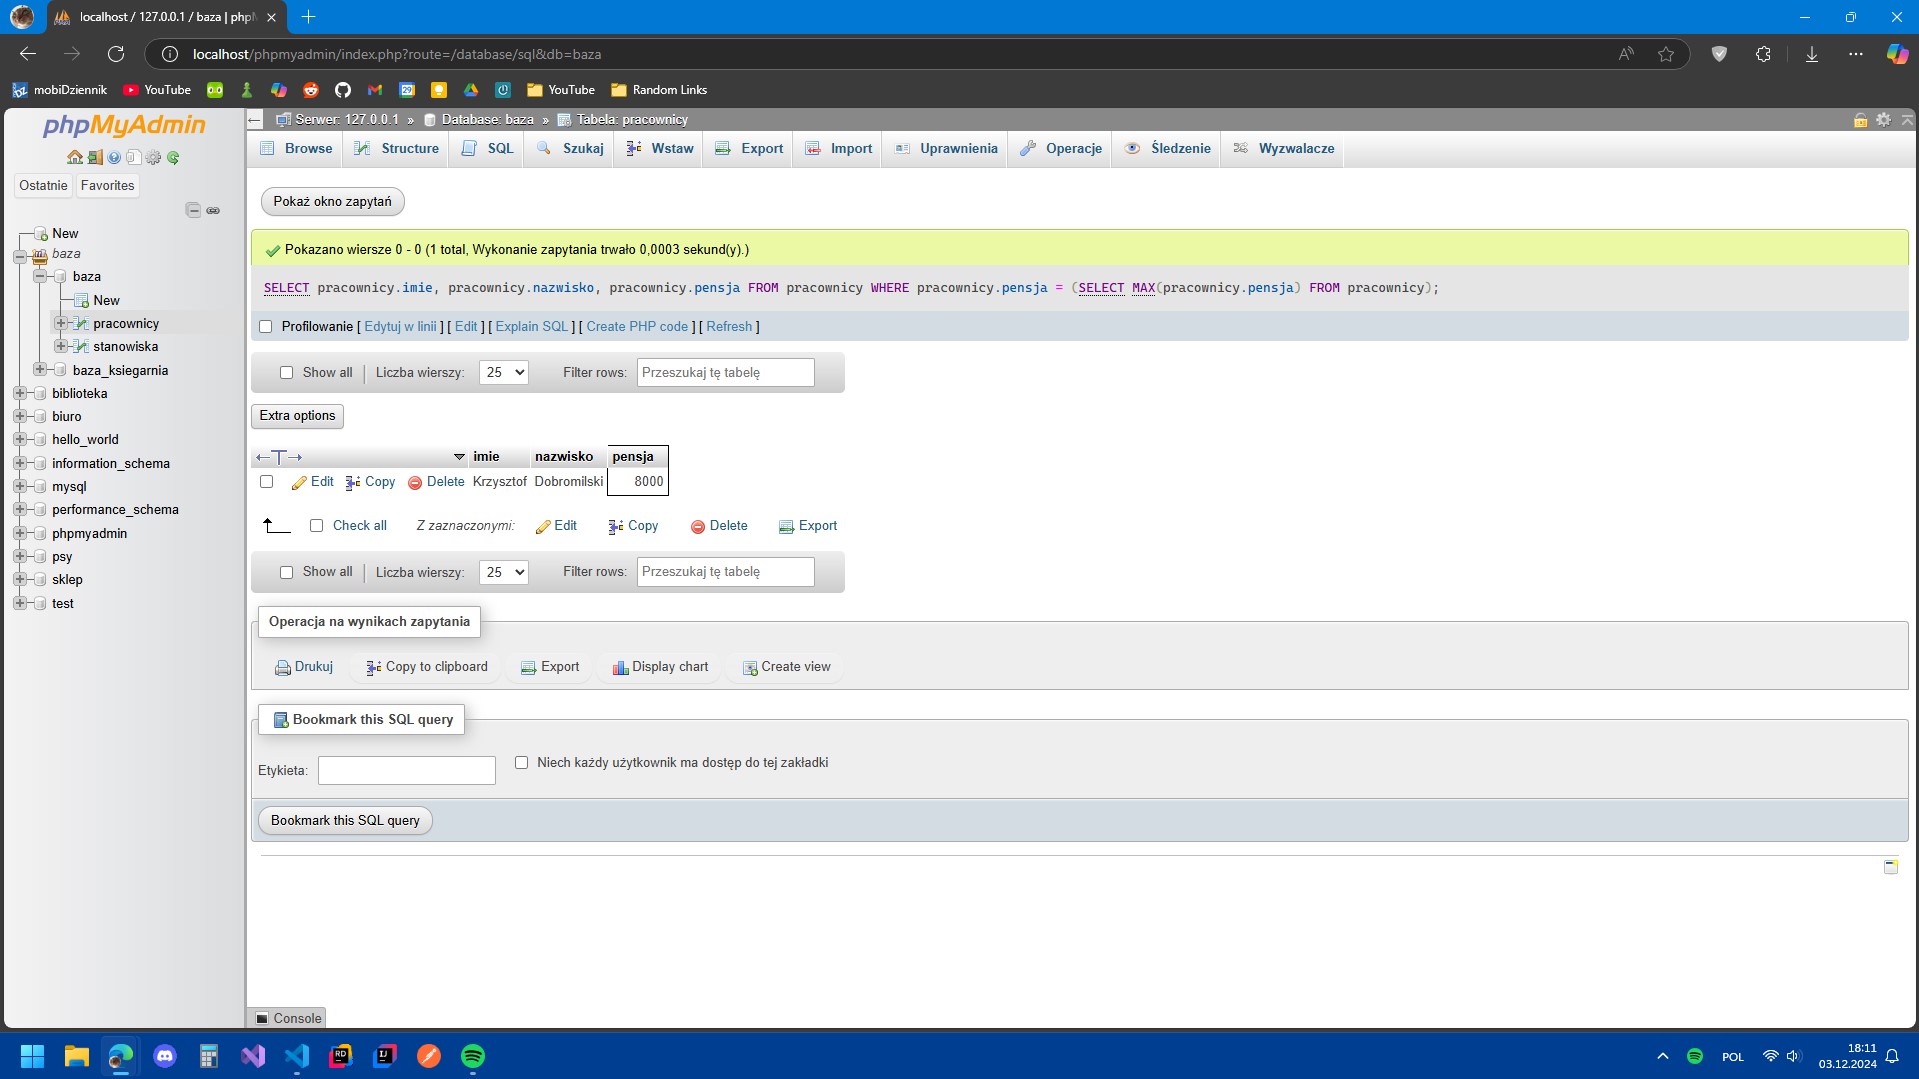 localhost / 127.0.0.1 / baza | php
localhost/phpmyadmin/index.php?route=/database/sql&db=baza
mobiDziennik YouTube YouTube Random Links
phpMyAdmin
Ostatnie Favorites
New
baza
baza
New
pracownicy
stanowiska
baza_ksiegarnia
biblioteka
biuro
hello_world
information_schema
mysql
performance_schema
phpmyadmin
psy
sklep
test
Serwer: 127.0.0.1 » Database: baza » Tabela: pracownicy
Browse Structure SQL Szukaj Wstaw Export Import Uprawnienia Operacje Śledzenie Wyzwalacze
Pokaż okno zapytań
Pokazano wiersze 0 - 0 (1 total, Wykonanie zapytania trwało 0,0003 sekund(y).)
SELECT pracownicy.imie, pracownicy.nazwisko, pracownicy.pensja FROM pracownicy WHERE pracownicy.pensja = (SELECT MAX(pracownicy.pensja) FROM pracownicy);
Profilowanie [ Edytuj w linii ] [ Edit ] [ Explain SQL ] [ Create PHP code ] [ Refresh ]
Show all Liczba wierszy: 25 Filter rows: Przeszukaj tę tabelę
Extra options
imie nazwisko pensja
Edit Copy Delete Krzysztof Dobromilski 8000
Check all Z zaznaczonymi: Edit Copy Delete Export
Show all Liczba wierszy: 25 Filter rows: Przeszukaj tę tabelę
Operacja na wynikach zapytania
Drukuj Copy to clipboard Export Display chart Create view
Bookmark this SQL query
Etykieta: Niech każdy użytkownik ma dostęp do tej zakładki
Bookmark this SQL query
Console
POL 18:11
03.12.2024